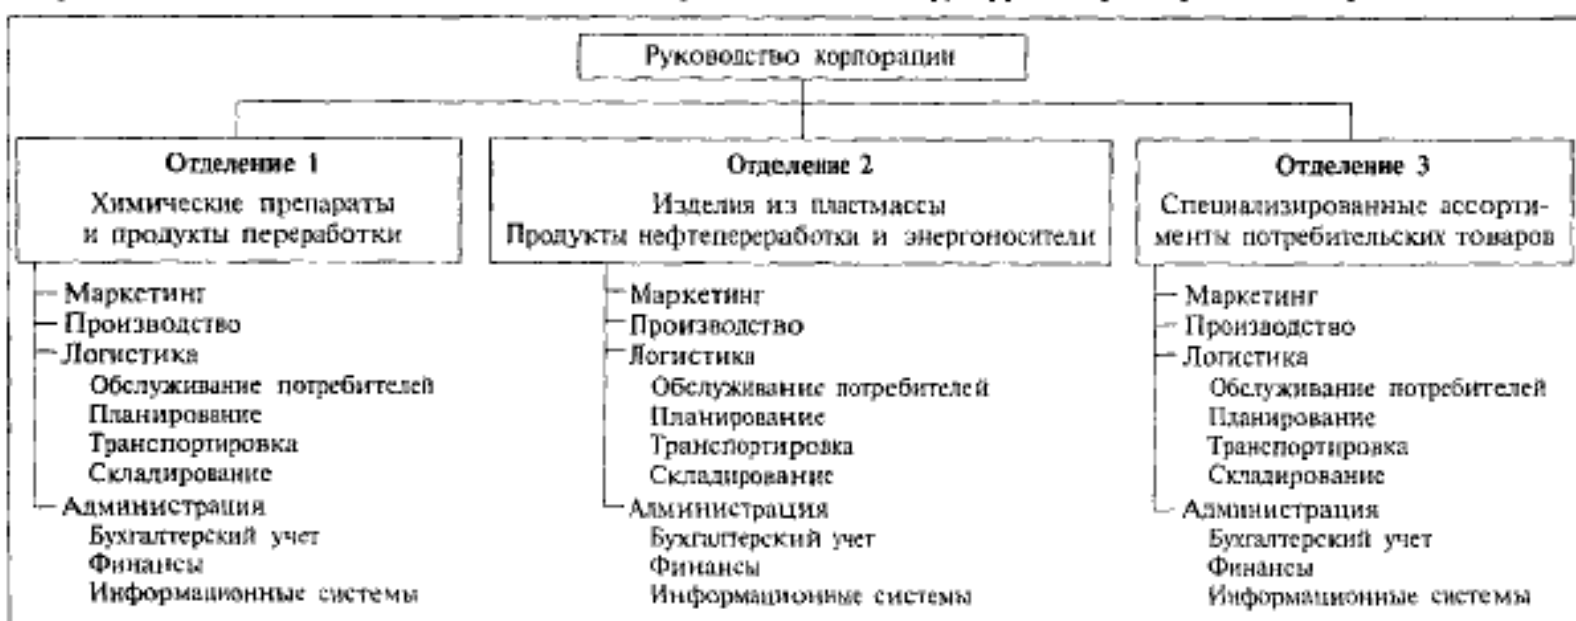 Руководство корпорации
Отделение 1
Химические препараты
и продукты переработки
Маркетинг
Производство
Логистика
Обслуживание потребителей
Планирование
Транспортировка
Складирование
Администрация
Бухгалтерский учет
Финансы
Информационные системы
Отделение 2
Изделия из пластмассы
Продукты нефтепереработки и энергоносители
Маркетинг
Производство
Логистика
Обслуживание потребителей
Планирование
Транспортировка
Складирование
Администрация
Бухгалтерский учет
Финансы
Информационные системы
Отделение 3
Специализированные ассорти-
менты потребительских товаров
Маркетинг
Производство
Логистика
Обслуживание потребителей
Планирование
Транспортировка
Складирование
Администрация
Бухгалтерский учет
Финансы
Информационные системы